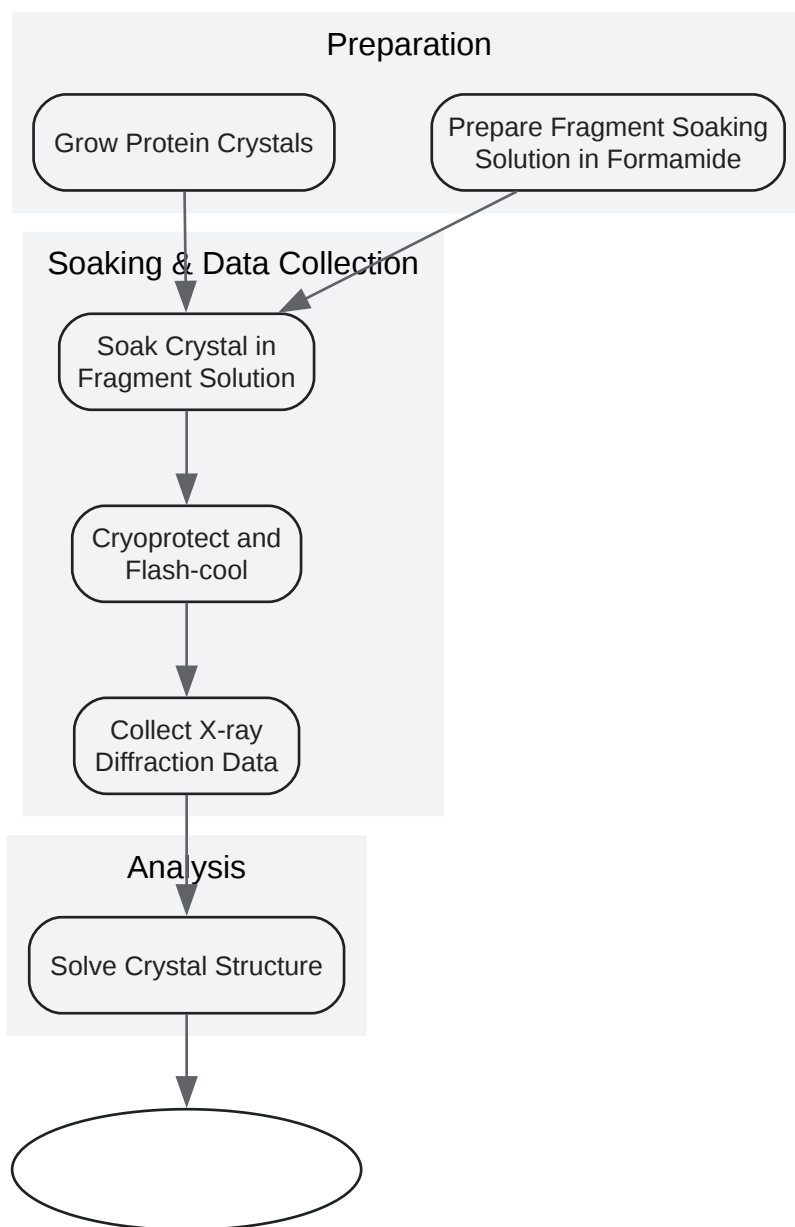 Preparation
Grow Protein Crystals
Prepare Fragment Soaking
Solution in Formamide
Soaking & Data Collection
Soak Crystal in
Fragment Solution
Cryoprotect and
Flash-cool
Collect X-ray
Diffraction Data
Analysis
Solve Crystal Structure